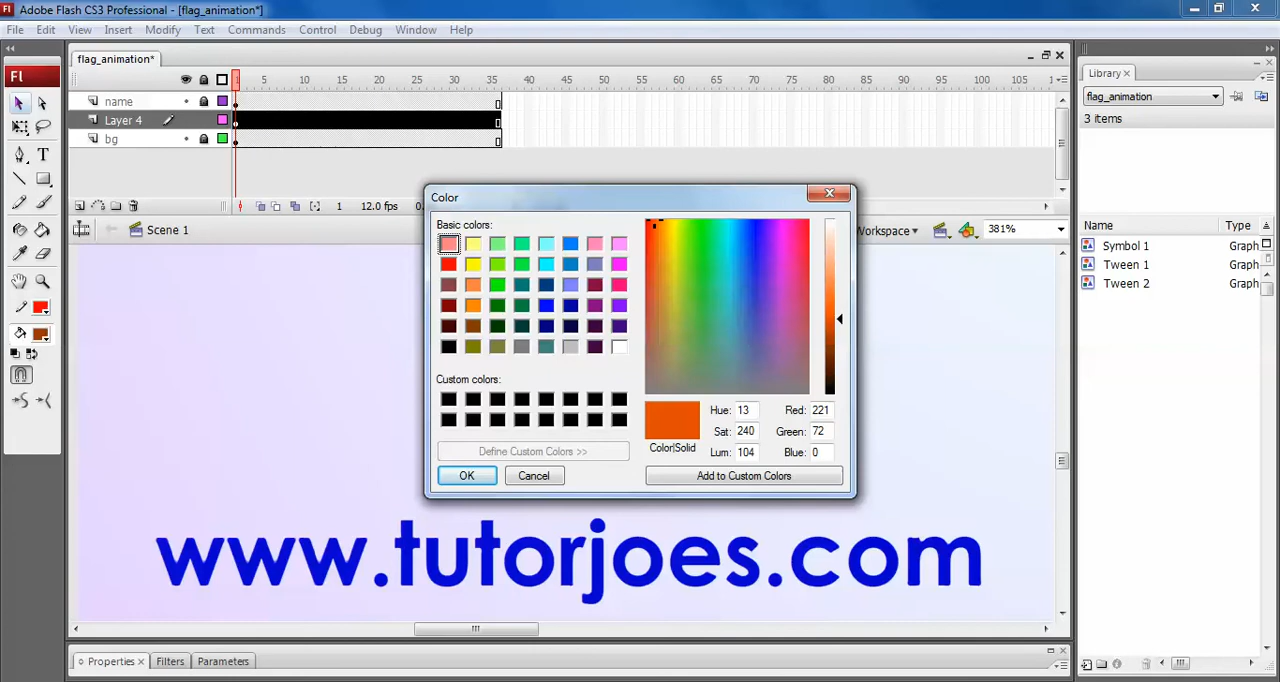 Fl Adobe Flash CS3 Professional - [flag_animation*]
File Edit View Insert Modify Text Commands Control Debug Window Help
flag_animation*
Fl
1 5 10 15 20 25 30 35 40 45 50 55 60 65 70 75 80 85 90 95 100 105
name
Layer 4
bg
1 12.0 fps
Scene 1
Workspace
381%
Color
Basic colors:
Custom colors:
Define Custom Colors >>
OK Cancel
Color|Solid
Hue: 13 Red: 221
Sat: 240 Green: 72
Lum: 104 Blue: 0
Add to Custom Colors
www.tutorjoes.com
Properties Filters Parameters
Library
flag_animation
3 items
Name Type
Symbol 1 Graph
Tween 1 Graph
Tween 2 Graph